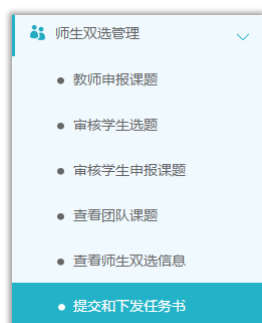 师生双选管理
教师申报课题
审核学生选题
审核学生申报课题
查看团队课题
查看师生双选信息
提交和下发任务书